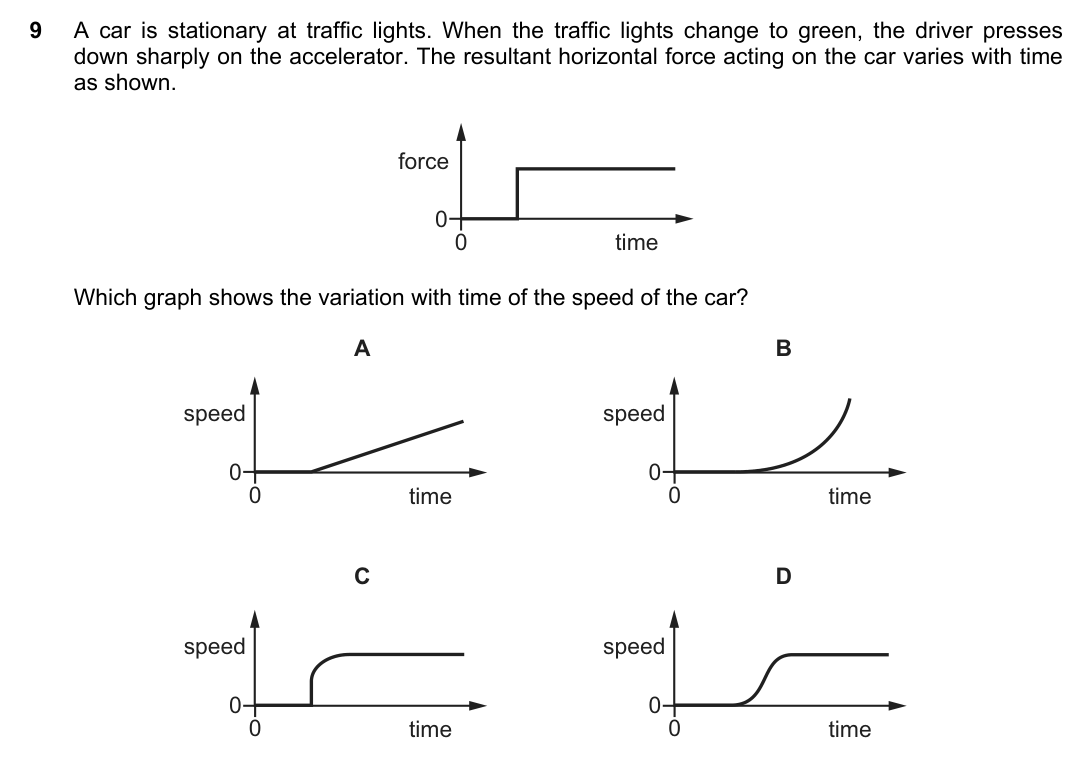 9 A car is stationary at traffic lights. When the traffic lights change to green, the driver presses
down sharply on the accelerator. The resultant horizontal force acting on the car varies with time
as shown.
force
0
0
time
Which graph shows the variation with time of the speed of the car?
A
speed
0
0
time
B
speed
0
0
time
C
speed
0
0
time
D
speed
0
0
time